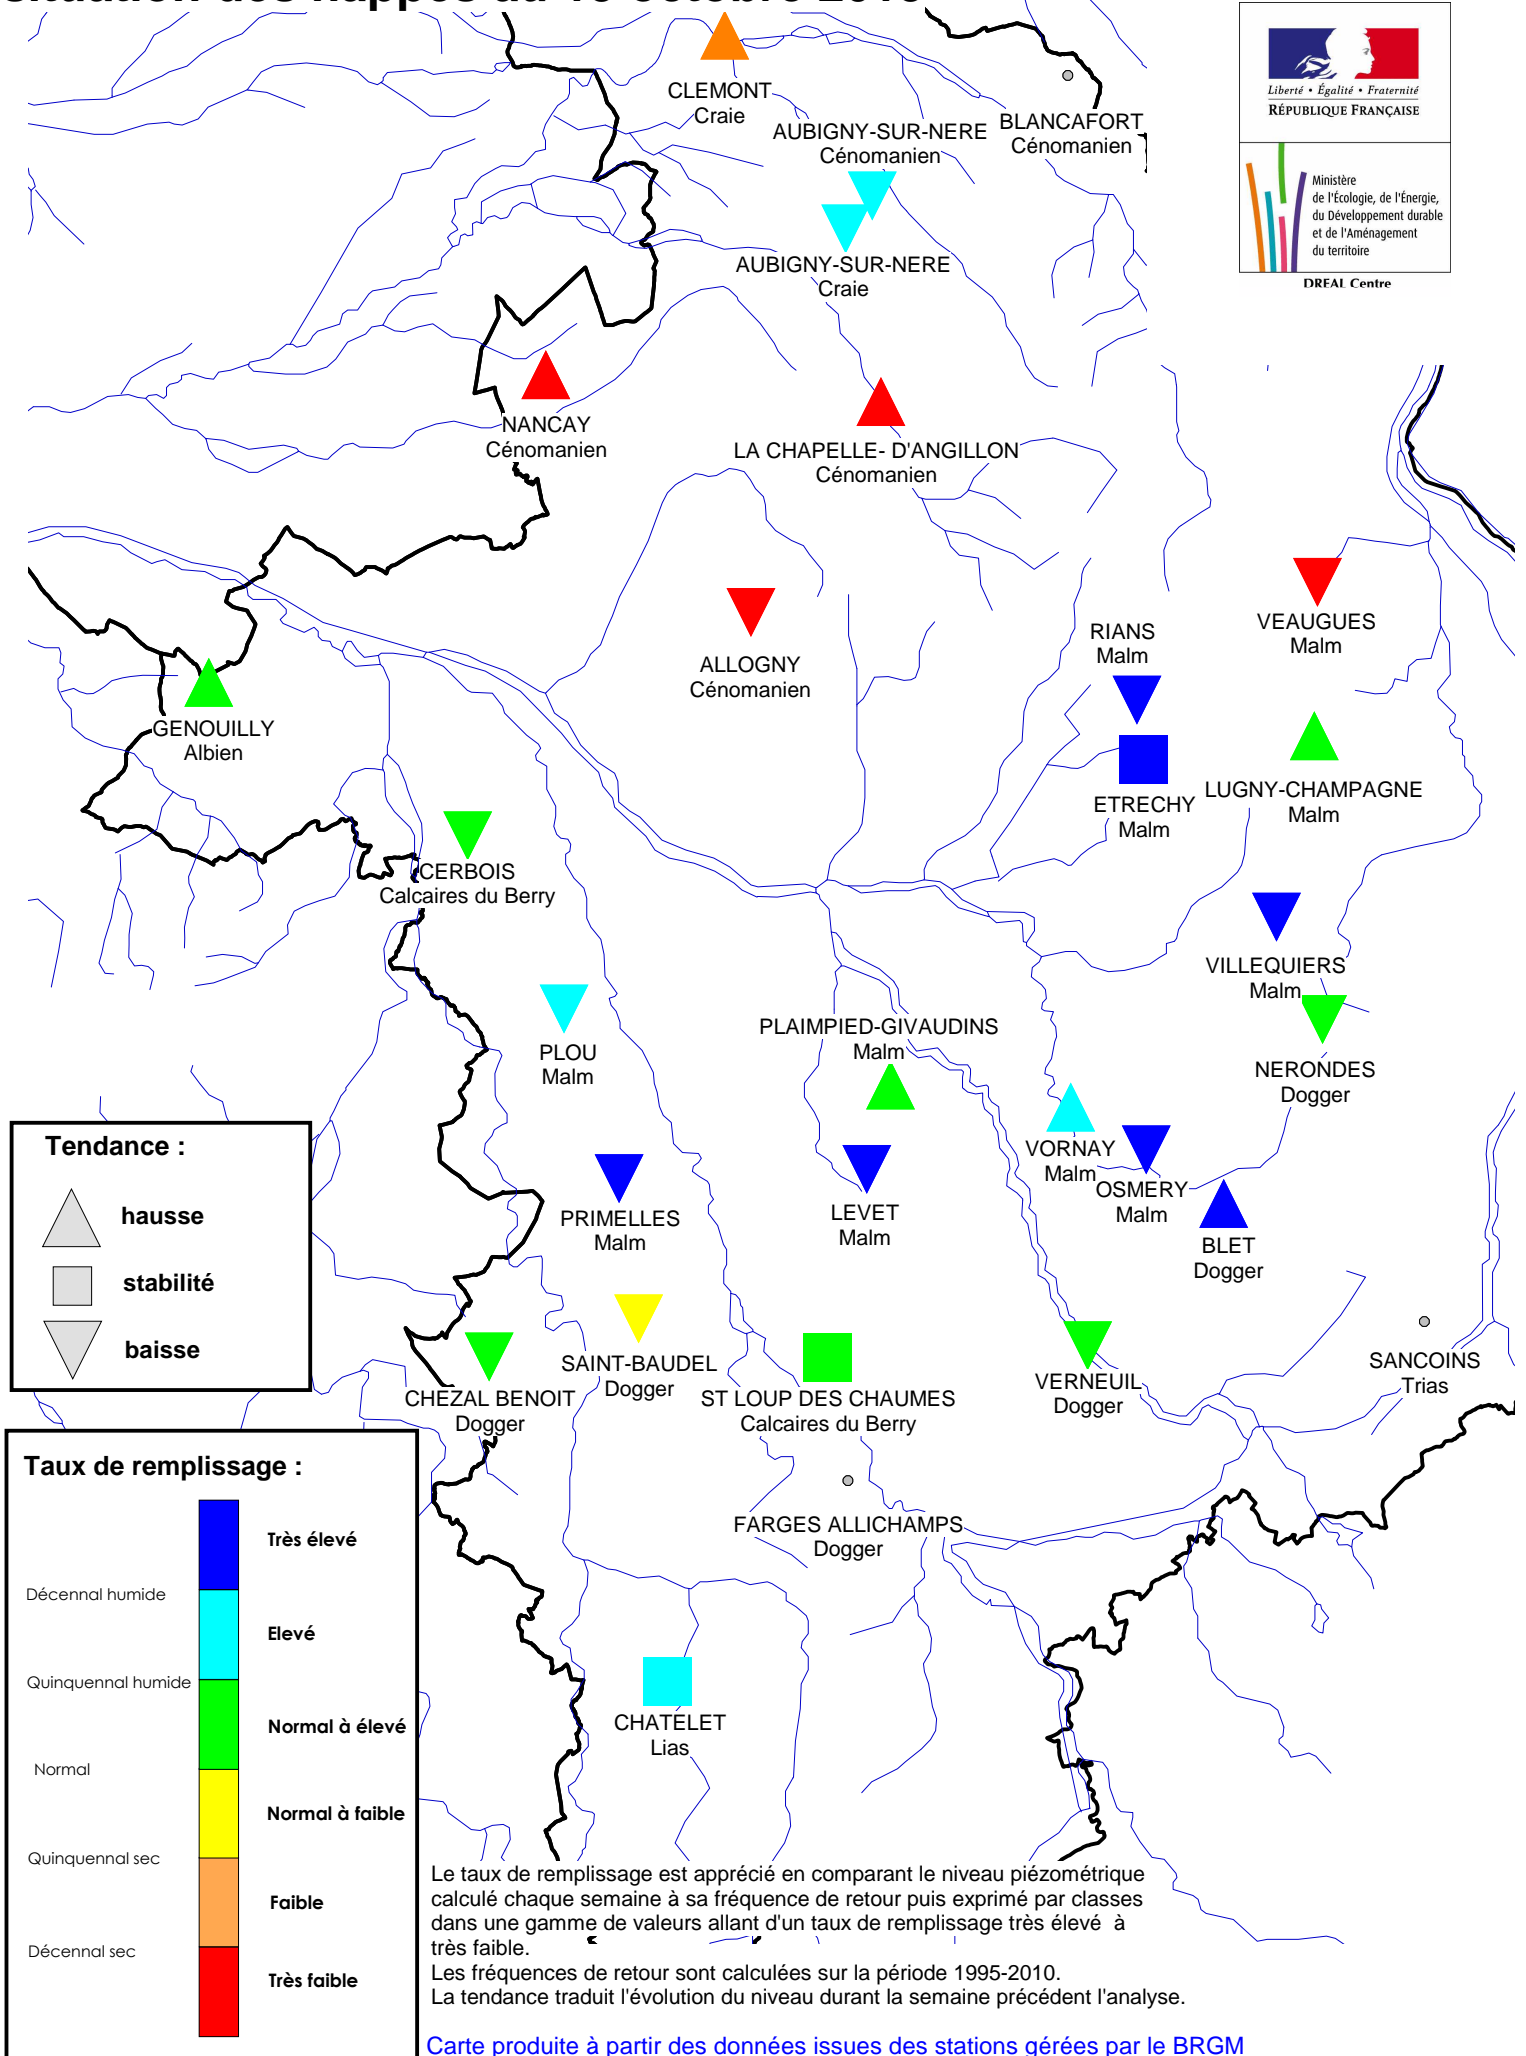 CLEMONT
Craie
AUBIGNY-SUR-NERE
Cénomanien
BLANCAFORT
Cénomanien
AUBIGNY-SUR-NERE
Craie
Liberté • Égalité • Fraternité
RÉPUBLIQUE FRANÇAISE
Ministère
de l'Écologie, de l'Énergie,
du Développement durable
et de l'Aménagement
du territoire
DREAL Centre
NANCAY
Cénomanien
LA CHAPELLE- D'ANGILLON
Cénomanien
ALLOGNY
Cénomanien
RIANS
Malm
VEAUGUES
Malm
GENOUILLY
Albien
ETRECHY
Malm
LUGNY-CHAMPAGNE
Malm
CERBOIS
Calcaires du Berry
VILLEQUIERS
Malm
PLOU
Malm
PLAIMPIED-GIVAUDINS
Malm
NERONDES
Dogger
VORNAY
Malm
OSMERY
Malm
PRIMELLES
Malm
LEVET
Malm
BLET
Dogger
Tendance :
hausse
stabilité
baisse
CHEZAL BENOIT
Dogger
SAINT-BAUDEL
Dogger
ST LOUP DES CHAUMES
Calcaires du Berry
VERNEUIL
Dogger
SANCOINS
Trias
FARGES ALLICHAMPS
Dogger
CHATELET
Lias
Taux de remplissage :
Très élevé
Décennal humide
Elevé
Quinquennal humide
Normal à élevé
Normal
Normal à faible
Quinquennal sec
Faible
Décennal sec
Très faible
Le taux de remplissage est apprécié en comparant le niveau piézométrique
calculé chaque semaine à sa fréquence de retour puis exprimé par classes
dans une gamme de valeurs allant d'un taux de remplissage très élevé à
très faible.
Les fréquences de retour sont calculées sur la période 1995-2010.
La tendance traduit l'évolution du niveau durant la semaine précédent l'analyse.
Carte produite à partir des données issues des stations gérées par le BRGM